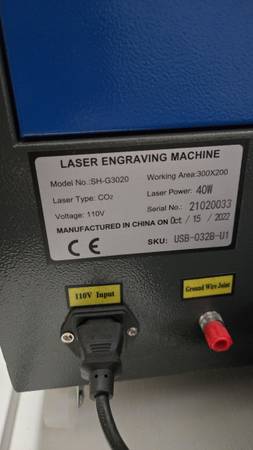 LASER ENGRAVING MACHINE
Model No.:SH-G3020 Working Area:300X200
Laser Type: CO2 Laser Power: 40W
Voltage: 110V Serial No.: 21020033
MANUFACTURED IN CHINA ON Oct / 15 / 2022
CE SKU: USB-032B-U1
110V Input
Ground Wire Joint